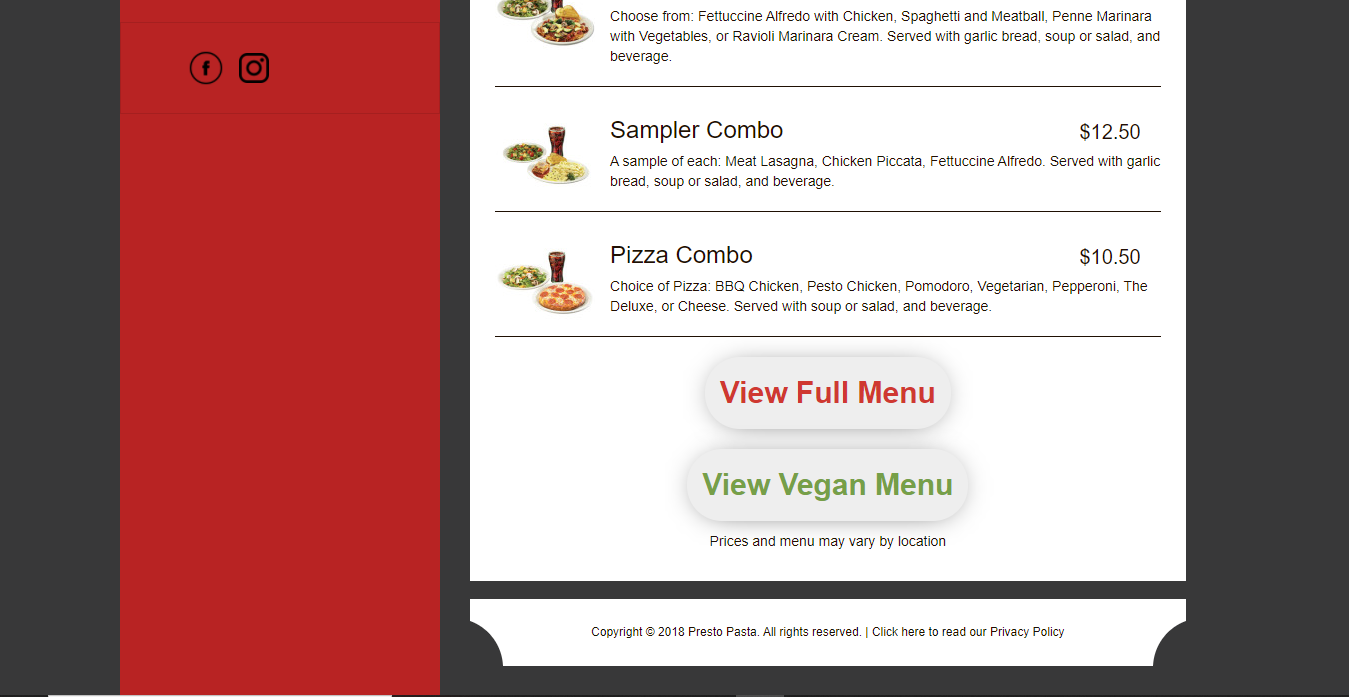 Choose from: Fettuccine Alfredo with Chicken, Spaghetti and Meatball, Penne Marinara
with Vegetables, or Ravioli Marinara Cream. Served with garlic bread, soup or salad, and
beverage.
Sampler Combo
$12.50
A sample of each: Meat Lasagna, Chicken Piccata, Fettuccine Alfredo. Served with garlic
bread, soup or salad, and beverage.
Pizza Combo
$10.50
Choice of Pizza: BBQ Chicken, Pesto Chicken, Pomodoro, Vegetarian, Pepperoni, The
Deluxe, or Cheese. Served with soup or salad, and beverage.
View Full Menu
View Vegan Menu
Prices and menu may vary by location
Copyright © 2018 Presto Pasta. All rights reserved. | Click here to read our Privacy Policy